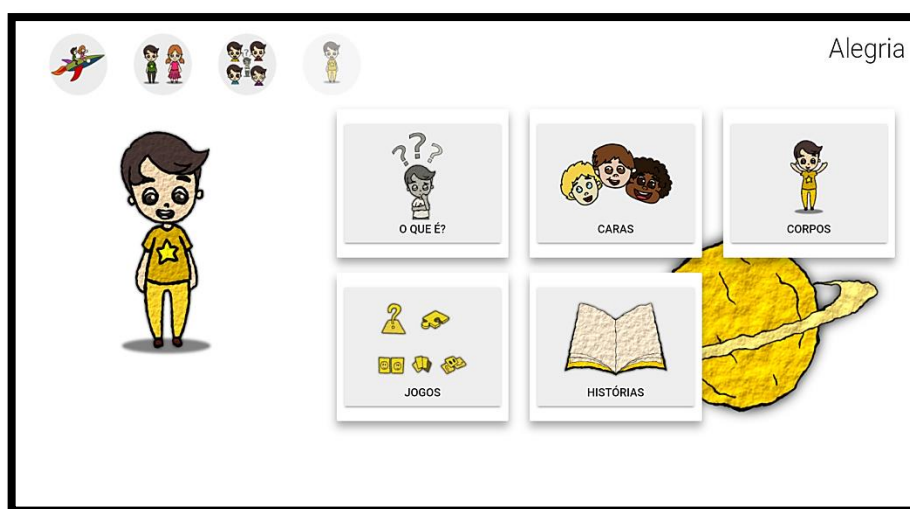 Alegria
O QUE É?
CARAS
CORPOS
JOGOS
HISTÓRIAS